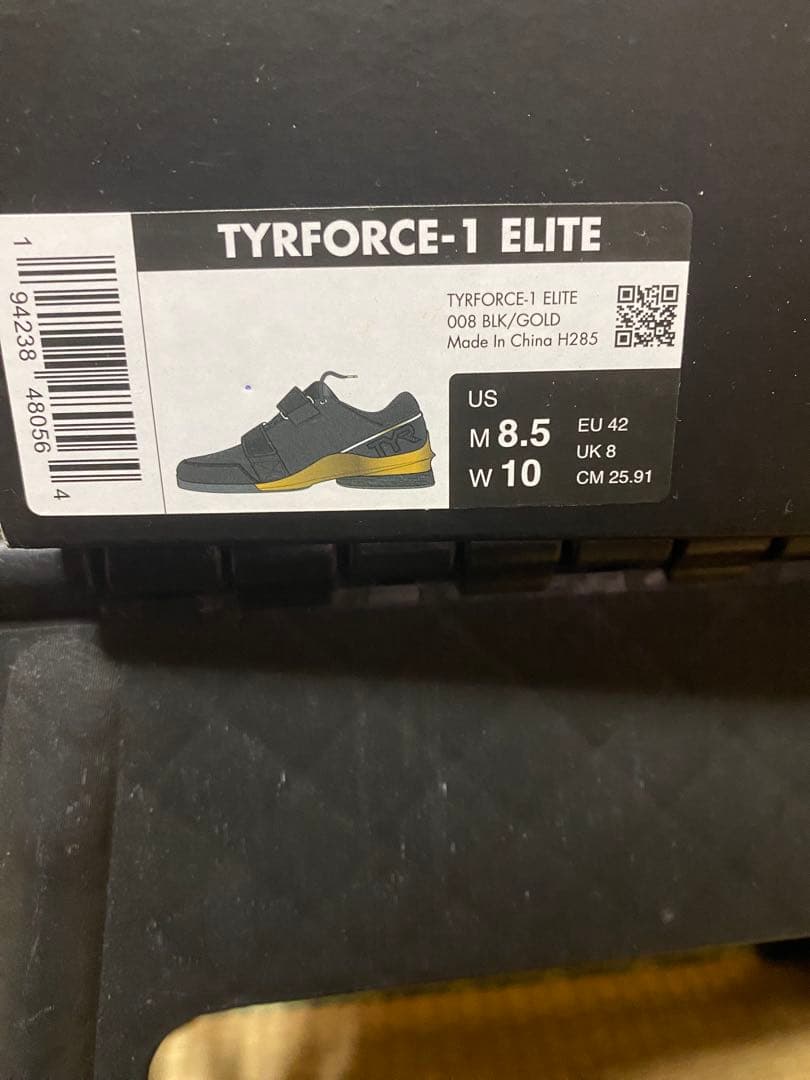 TYRFORCE-1 ELITE
TYRFORCE-1 ELITE
008 BLK/GOLD
Made In China H285
US
M 8.5
W 10
EU 42
UK 8
CM 25.91
TYR
1 94238 48056 4